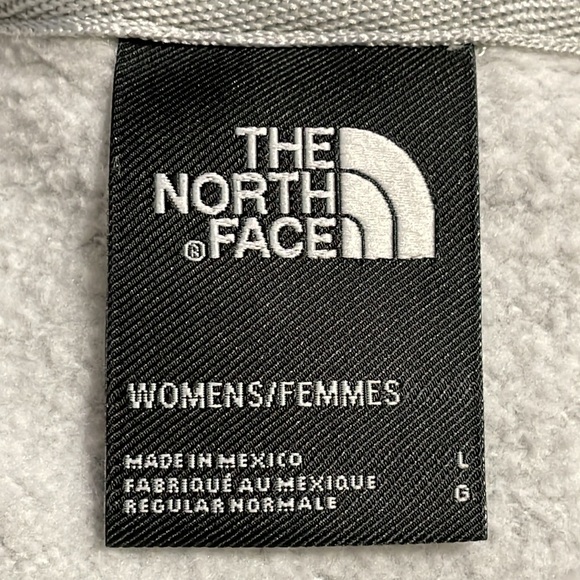 THE
NORTH
®FACE
WOMENS/FEMMES
MADE IN MEXICO L
FABRIQUÉ AU MEXIQUE G
REGULAR NORMALE